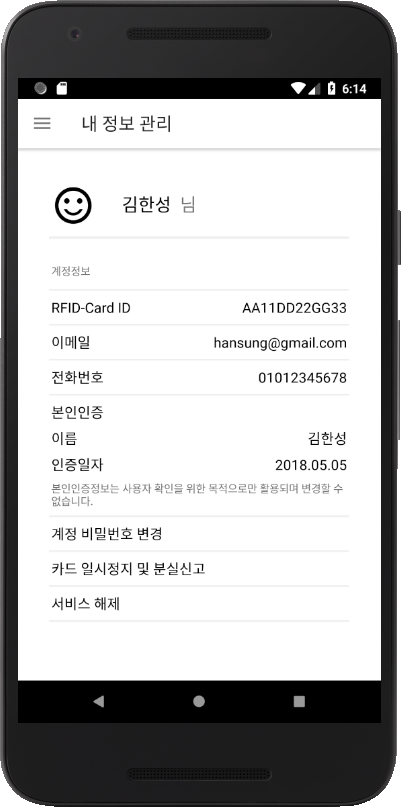 6:14
내 정보 관리
김한성 님
계정정보
RFID-Card ID AA11DD22GG33
이메일 hansung@gmail.com
전화번호 01012345678
본인인증
이름 김한성
인증일자 2018.05.05
본인인증정보는 사용자 확인을 위한 목적으로만 활용되며 변경할 수
없습니다.
계정 비밀번호 변경
카드 일시정지 및 분실신고
서비스 해제